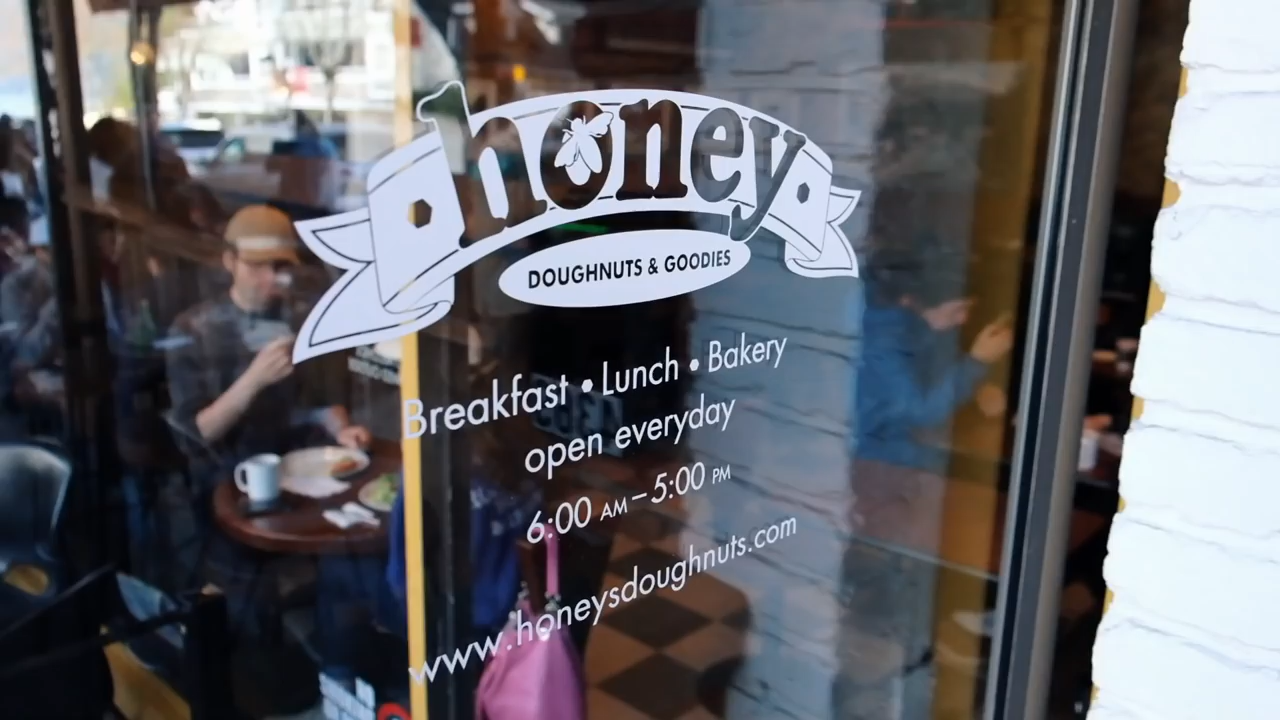 honey
DOUGHNUTS & GOODIES
Breakfast • Lunch • Bakery
open everyday
6:00 AM – 5:00 PM
www.honeysdoughnuts.com